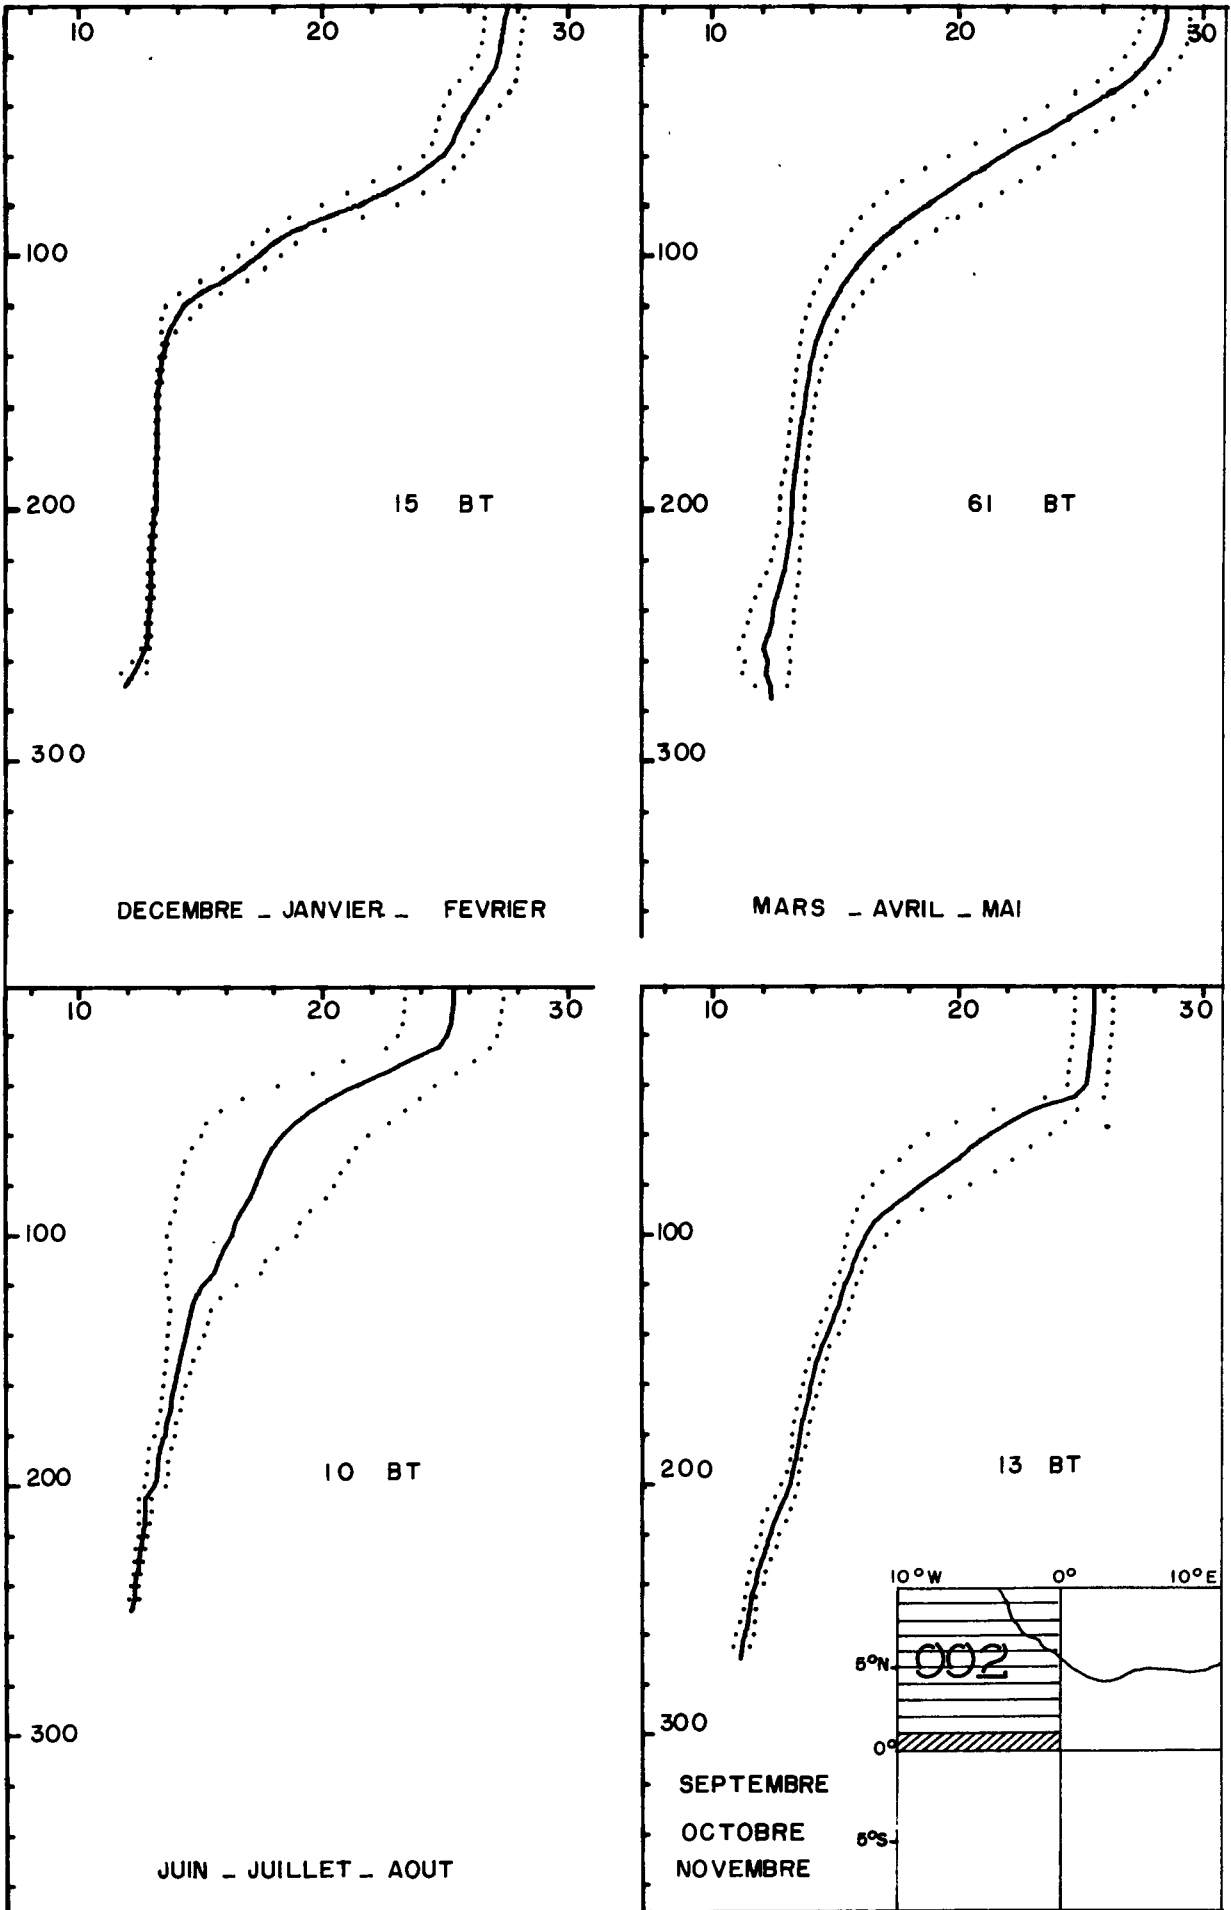 10 20 30
100
200
15 BT
300
DECEMBRE _ JANVIER _ FEVRIER
10 20 30
100
200
61 BT
300
MARS _ AVRIL _ MAI
10 20 30
100
200
10 BT
300
JUIN _ JUILLET _ AOUT
10 20 30
100
200
13 BT
300
SEPTEMBRE
OCTOBRE
NOVEMBRE
10°W 0° 10°E
5°N
002
0°
5°S